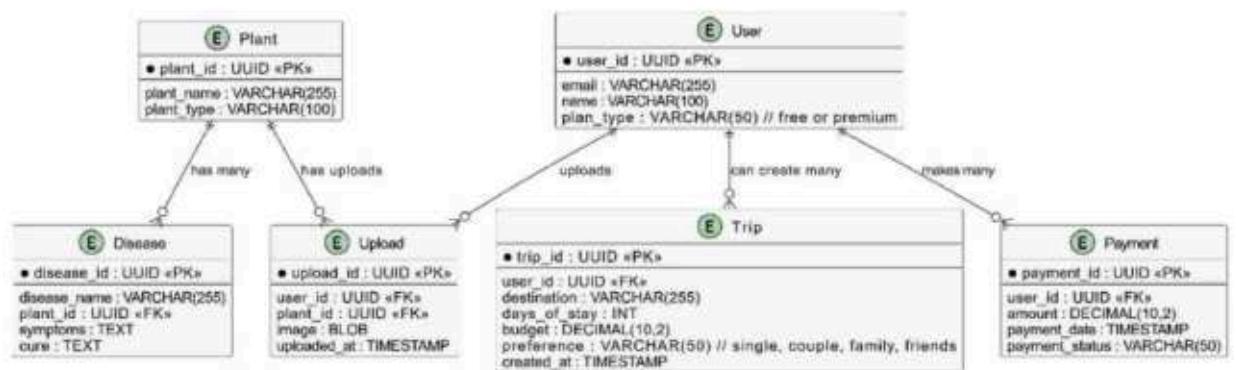 E Plant
plant_id : UUID «PK»
plant_name : VARCHAR(255)
plant_type : VARCHAR(100)
E User
user_id : UUID «PK»
email : VARCHAR(255)
name : VARCHAR(100)
plan_type : VARCHAR(50) // free or premium
has many
has uploads
uploads
can create many
makes many
E Disease
disease_id : UUID «PK»
disease_name : VARCHAR(255)
plant_id : UUID «FK»
symptoms : TEXT
cure : TEXT
E Upload
upload_id : UUID «PK»
user_id : UUID «FK»
plant_id : UUID «FK»
image : BLOB
uploaded_at : TIMESTAMP
E Trip
trip_id : UUID «PK»
user_id : UUID «FK»
destination : VARCHAR(255)
days_of_stay : INT
budget : DECIMAL(10,2)
preference : VARCHAR(50) // single, couple, family, friends
created_at : TIMESTAMP
E Payment
payment_id : UUID «PK»
user_id : UUID «FK»
amount : DECIMAL(10,2)
payment_date : TIMESTAMP
payment_status : VARCHAR(50)